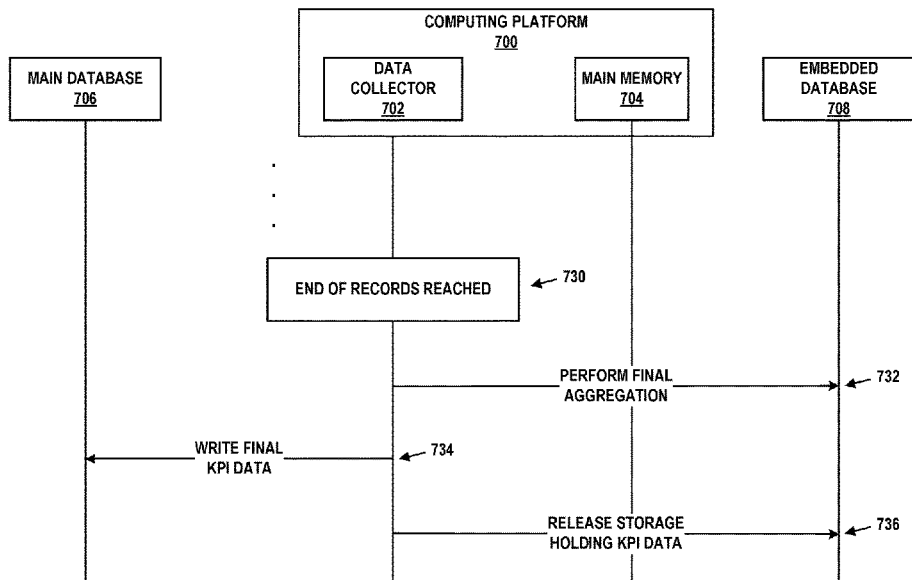 COMPUTING PLATFORM
700
MAIN DATABASE
706
DATA
COLLECTOR
702
MAIN MEMORY
704
EMBEDDED
DATABASE
708
END OF RECORDS REACHED
730
PERFORM FINAL
AGGREGATION
732
WRITE FINAL
KPI DATA
734
RELEASE STORAGE
HOLDING KPI DATA
736